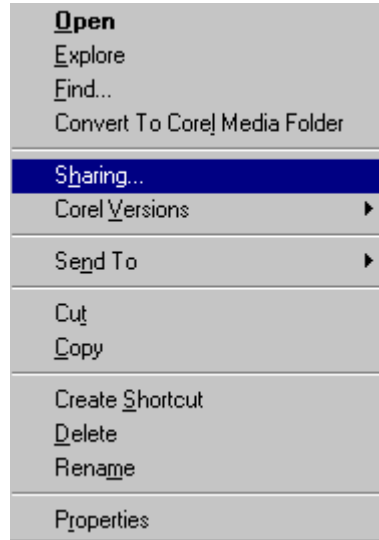 Open
Explore
Find...
Convert To Corel Media Folder
Sharing...
Corel Versions
Send To
Cut
Copy
Create Shortcut
Delete
Rename
Properties